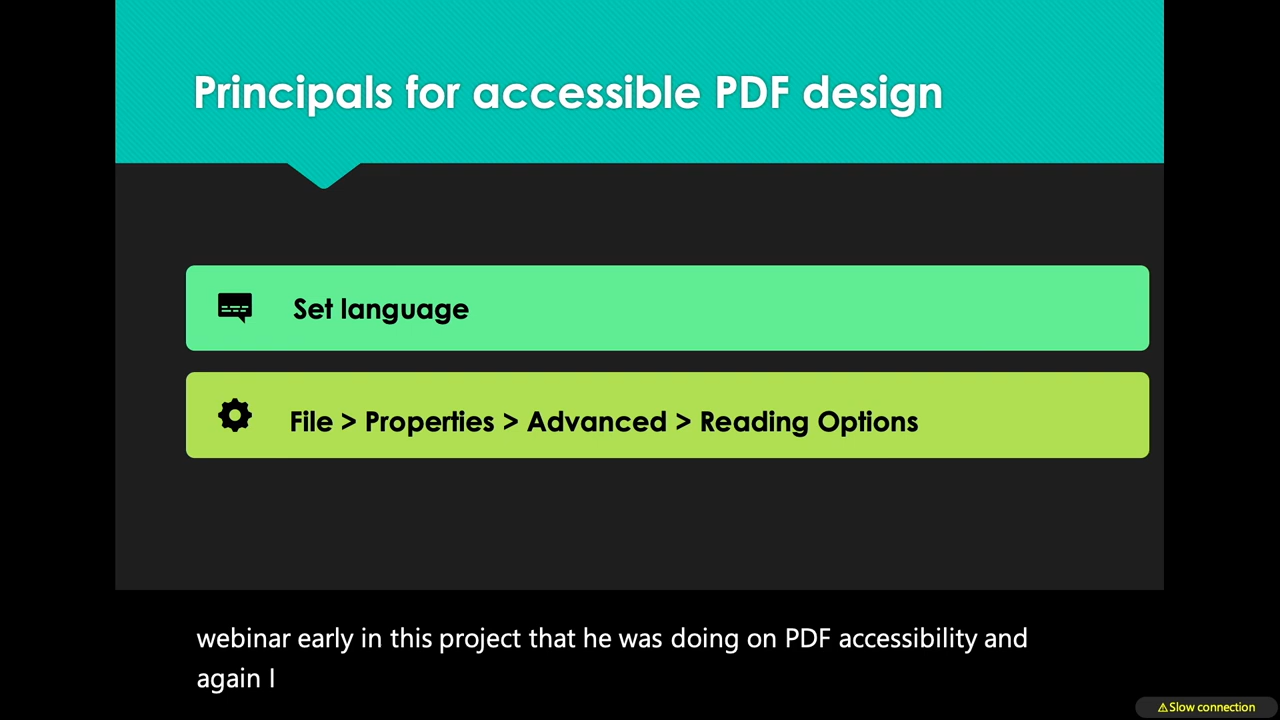 Principals for accessible PDF design
Set language
File > Properties > Advanced > Reading Options
webinar early in this project that he was doing on PDF accessibility and
again I
⚠Slow connection